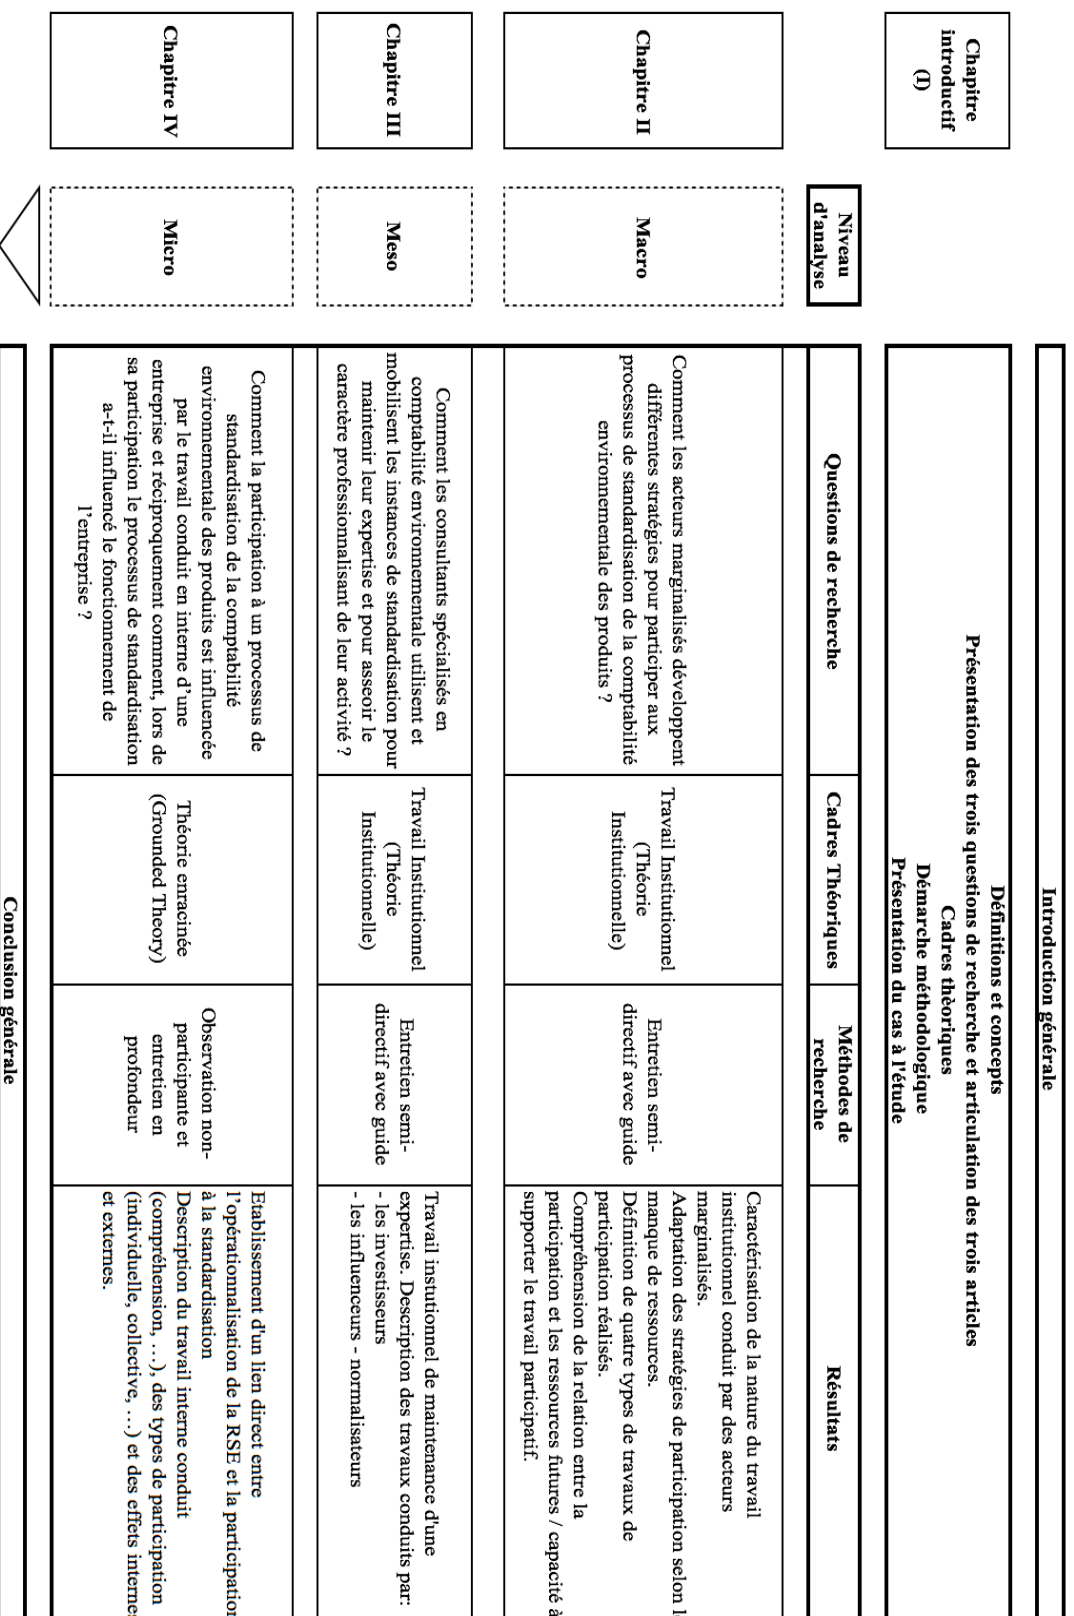 Introduction générale
Chapitre
introductif
(I)
Définitions et concepts
Présentation des trois questions de recherche et articulation des trois articles
Cadres thèoriques
Démarche méthodologique
Présentation du cas à l'étude
Niveau
d'analyse
Questions de recherche
Cadres Théoriques
Méthodes de
recherche
Résultats
Chapitre II
Macro
Comment les acteurs marginalisés développent
différentes stratégies pour participer aux
processus de standardisation de la comptabilité
environnementale des produits ?
Travail Institutionnel
(Théorie
Institutionnelle)
Entretien semi-
directif avec guide
Caractérisation de la nature du travail
institutionnel conduit par des acteurs
marginalisés.
Adaptation des stratégies de participation selon
manque de ressources.
Définition de quatre types de travaux de
participation réalisés.
Compréhension de la relation entre la
participation et les ressources futures / capacité à
supporter le travail participatif.
Chapitre III
Meso
Comment les consultants spécialisés en
comptabilité environnementale utilisent et
mobilisent les instances de standardisation pour
maintenir leur expertise et pour asseoir le
caractère professionnalisant de leur activité ?
Travail Institutionnel
(Théorie
Institutionnelle)
Entretien semi-
directif avec guide
Travail instutionnel de maintenance d'une
expertise. Description des travaux conduits par:
- les investisseurs
- les influenceurs - normalisateurs
Chapitre IV
Micro
Comment la participation à un processus de
standardisation de la comptabilité
environnementale des produits est influencée
par le travail conduit en interne d'une
entreprise et réciproquement comment, lors de
sa participation le processus de standardisation
a-t-il influencé le fonctionnement de
l'entreprise ?
Théorie enracinée
(Grounded Theory)
Observation non-
participante et
entretien en
profondeur
Etablissement d'un lien direct entre
l'opérationnalisation de la RSE et la participation
à la standardisation
Description du travail interne conduit
(compréhension, …), des types de participation
(individuelle, collective, …) et des effets internes
et externes.
Conclusion générale